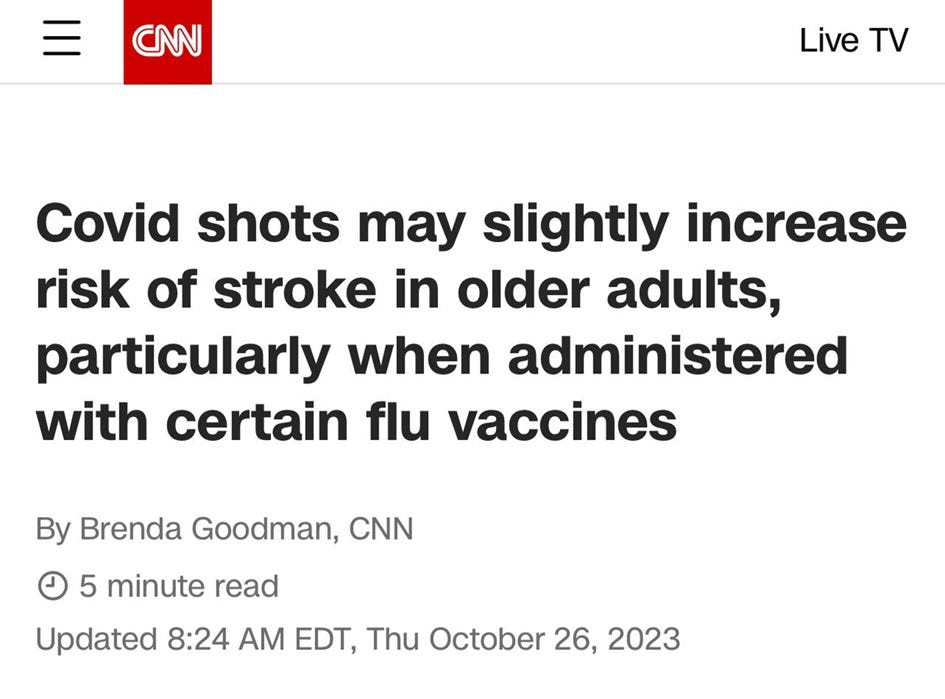 CNN
Live TV
Covid shots may slightly increase
risk of stroke in older adults,
particularly when administered
with certain flu vaccines
By Brenda Goodman, CNN
5 minute read
Updated 8:24 AM EDT, Thu October 26, 2023